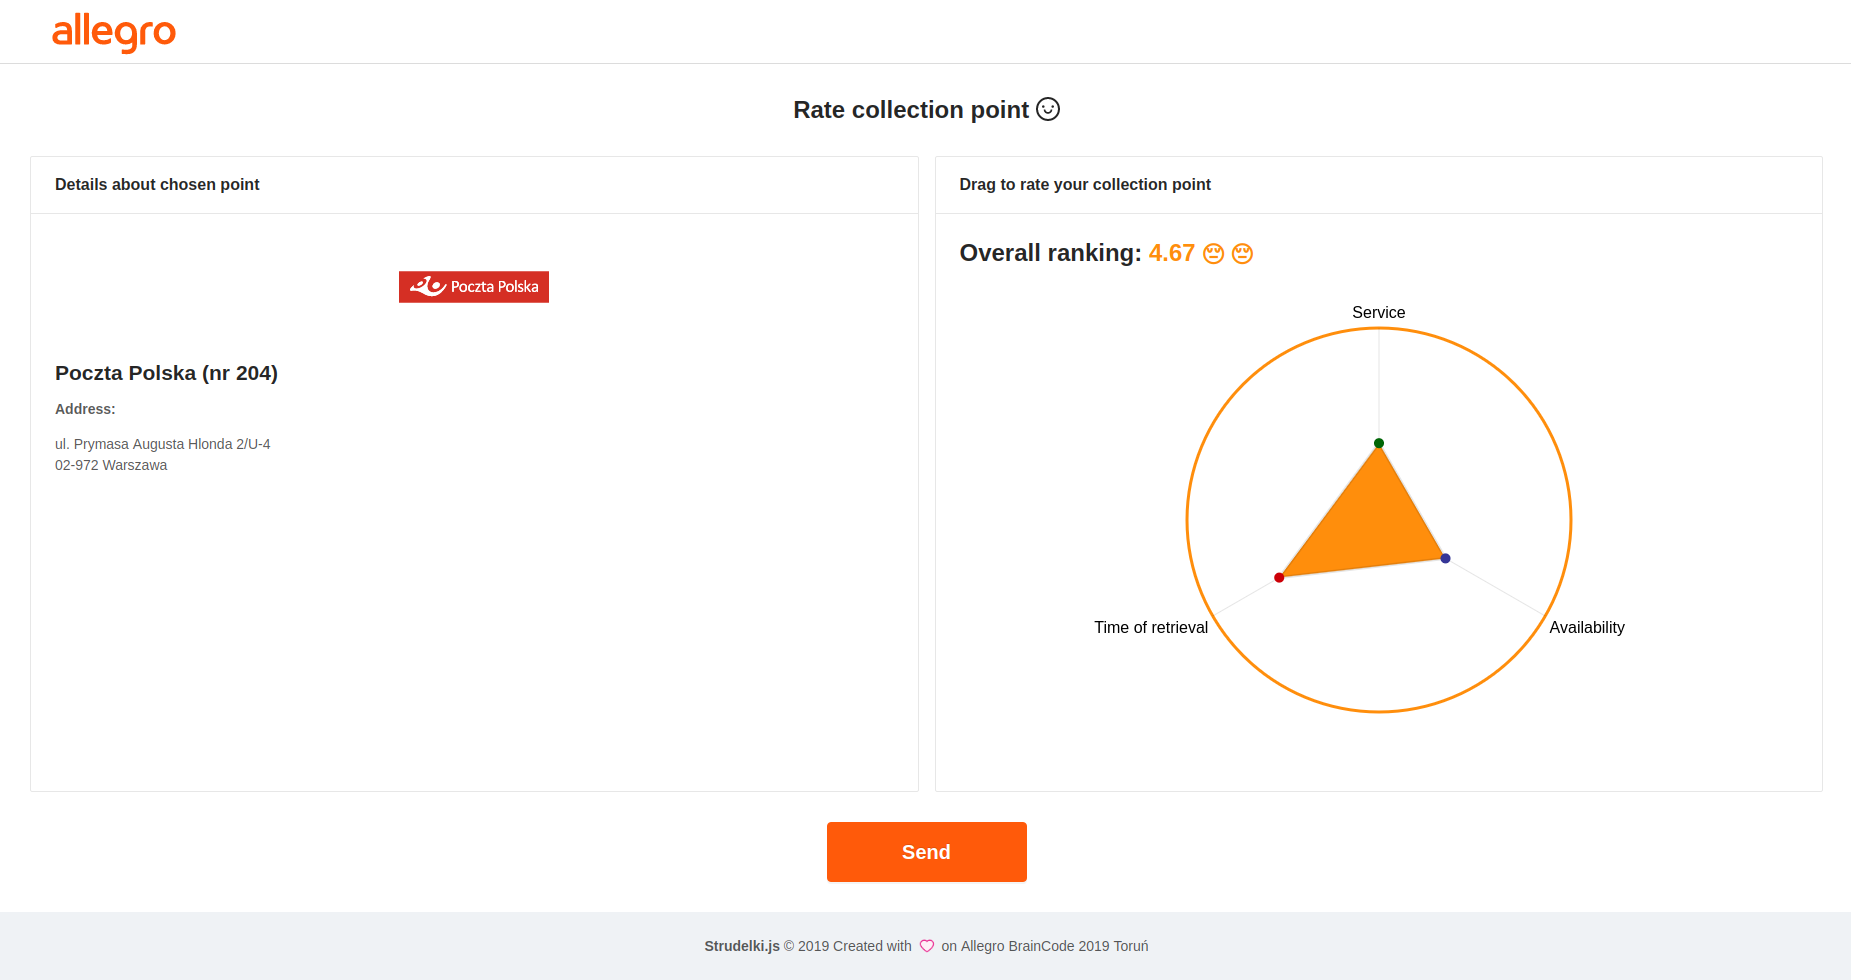 allegro
Rate collection point
Details about chosen point
Poczta Polska
Poczta Polska (nr 204)
Address:
ul. Prymasa Augusta Hlonda 2/U-4
02-972 Warszawa
Drag to rate your collection point
Overall ranking: 4.67
Service
Time of retrieval
Availability
Send
Strudelki.js © 2019 Created with on Allegro BrainCode 2019 Toruń